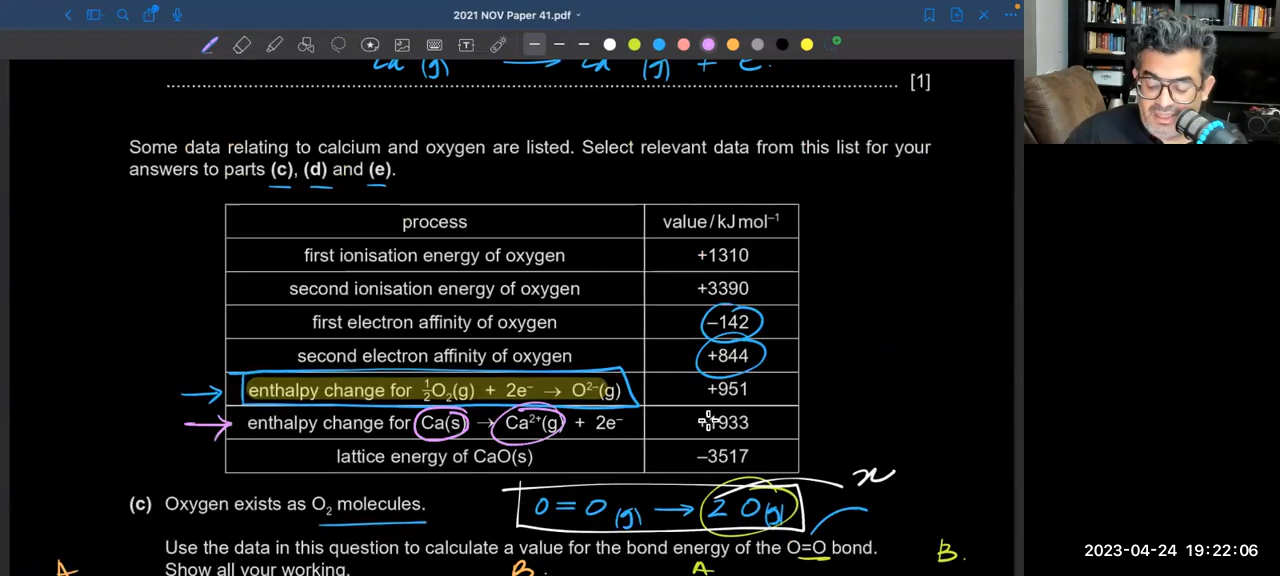 2021 NOV Paper 41.pdf
Ca (g) → Ca (g) + e-
[1]
Some data relating to calcium and oxygen are listed. Select relevant data from this list for your
answers to parts (c), (d) and (e).
process value / kJ mol⁻¹
first ionisation energy of oxygen +1310
second ionisation energy of oxygen +3390
first electron affinity of oxygen –142
second electron affinity of oxygen +844
enthalpy change for ½O₂(g) + 2e⁻ → O²⁻(g) +951
enthalpy change for Ca(s) → Ca²⁺(g) + 2e⁻ +1933
lattice energy of CaO(s) –3517
x
(c) Oxygen exists as O₂ molecules.
O = O (g) → 2 O (g)
Use the data in this question to calculate a value for the bond energy of the O=O bond.
B.
Show all your working.
A B. A
2023-04-24 19:22:06